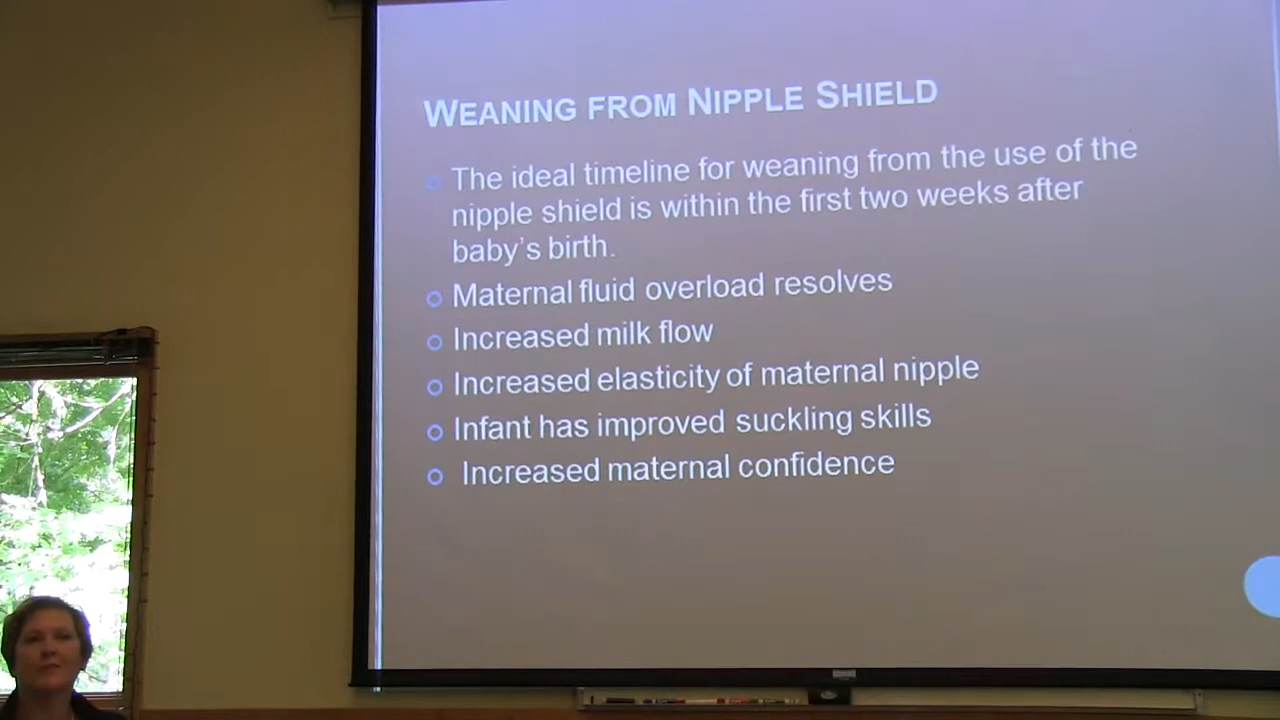 WEANING FROM NIPPLE SHIELD
The ideal timeline for weaning from the use of the
nipple shield is within the first two weeks after
baby's birth.
Maternal fluid overload resolves
Increased milk flow
Increased elasticity of maternal nipple
Infant has improved suckling skills
Increased maternal confidence